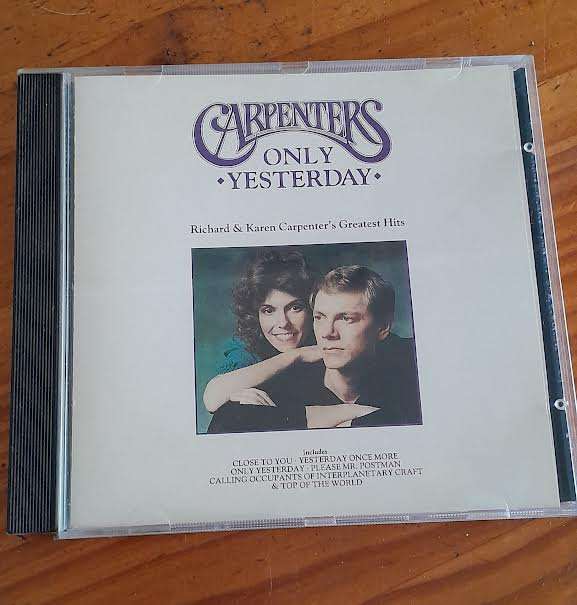 CARPENTERS
ONLY
·YESTERDAY·
Richard & Karen Carpenter's Greatest Hits
Includes
CLOSE TO YOU · YESTERDAY ONCE MORE
ONLY YESTERDAY · PLEASE MR. POSTMAN
CALLING OCCUPANTS OF INTERPLANETARY CRAFT
& TOP OF THE WORLD